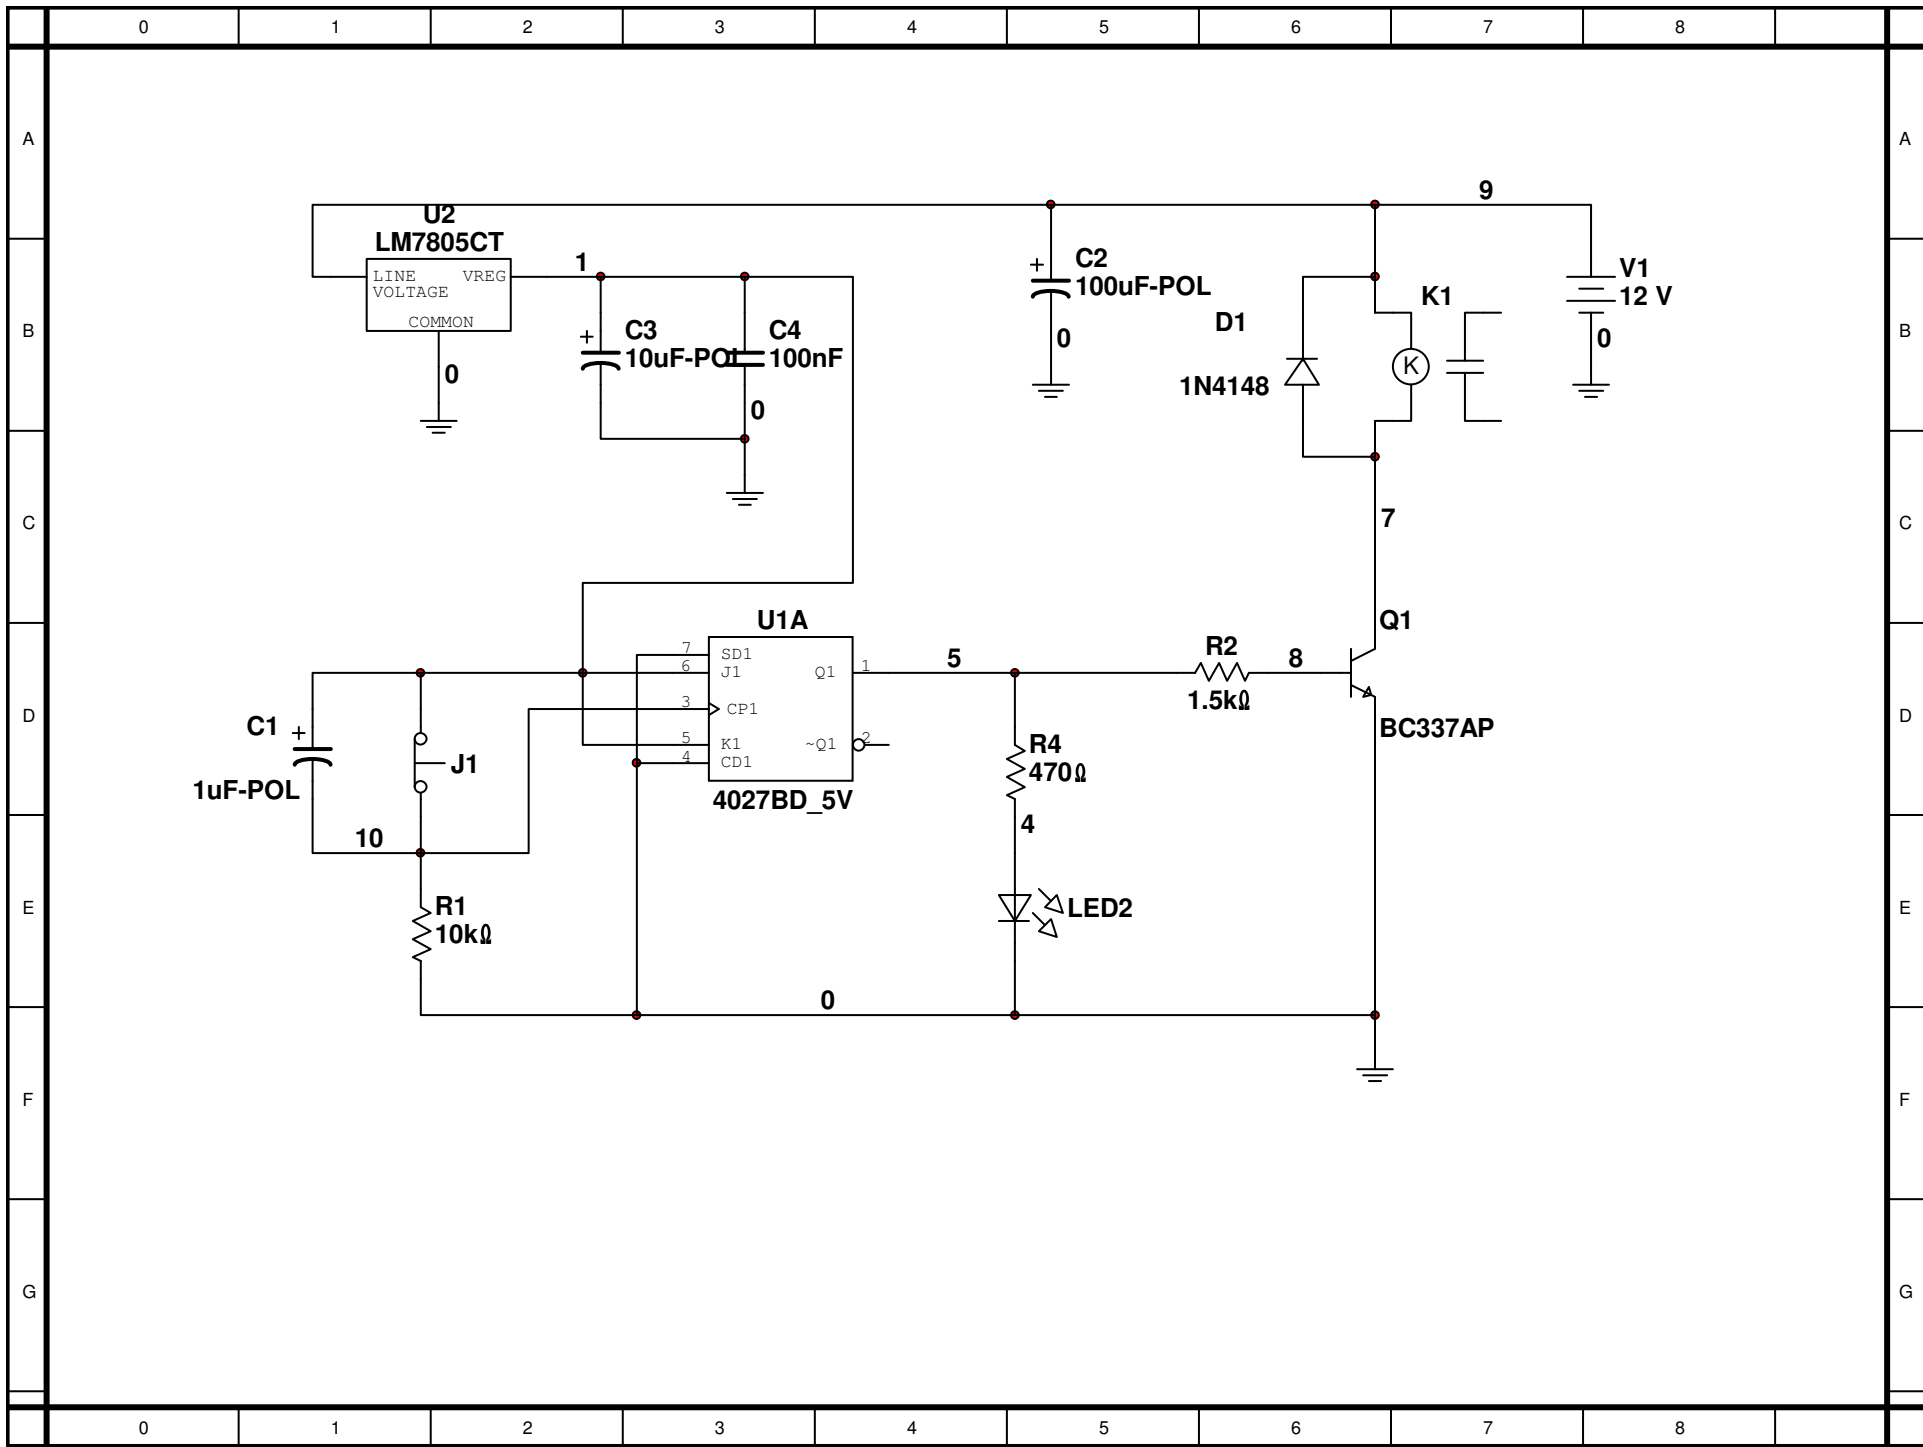 0 1 2 3 4 5 6 7 8
A A
9
U2
LM7805CT
LINE VREG
VOLTAGE
COMMON
0
1
C3
10uF-POL
C4
100nF
0
C2
100uF-POL
0
D1
1N4148
K1
K
V1
12 V
0
B B
C C
7
U1A
7 SD1
6 J1
3 CP1
5 K1
4 CD1
Q1 1
~Q1 2
4027BD_5V
5
R2
1.5kΩ
8
Q1
BC337AP
D D
C1
1uF-POL
J1
10
R4
470Ω
4
E E
R1
10kΩ
LED2
0
F F
G G
0 1 2 3 4 5 6 7 8